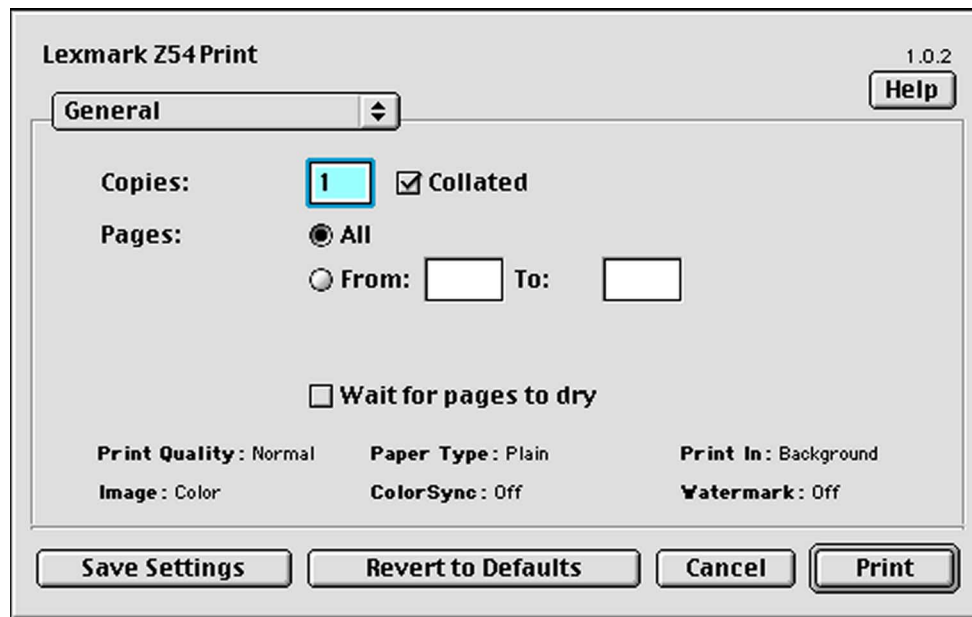 Lexmark Z54 Print
1.0.2
Help
General
Copies: 1 Collated
Pages: All
From: To:
Wait for pages to dry
Print Quality: Normal Paper Type: Plain Print In: Background
Image: Color ColorSync: Off Watermark: Off
Save Settings Revert to Defaults Cancel Print